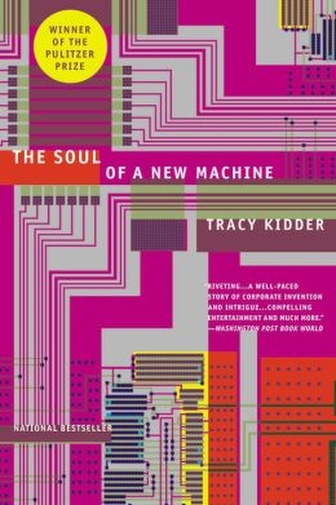 WINNER
OF THE
PULITZER
PRIZE
THE SOUL
OF A NEW MACHINE
TRACY KIDDER
"RIVETING...A WELL-PACED
STORY OF CORPORATE INVENTION
AND INTRIGUE...COMPELLING
ENTERTAINMENT AND MUCH MORE."
—WASHINGTON POST BOOK WORLD
NATIONAL BESTSELLER